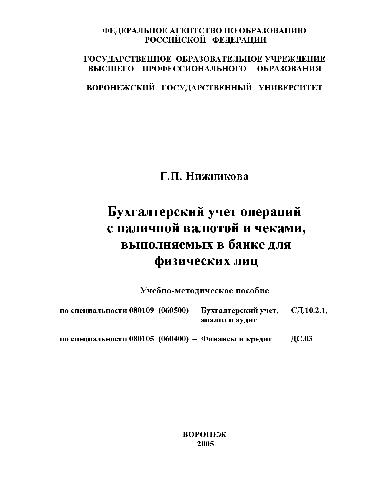 ФЕДЕРАЛЬНОЕ АГЕНТСТВО ПО ОБРАЗОВАНИЮ
РОССИЙСКОЙ ФЕДЕРАЦИИ
ГОСУДАРСТВЕННОЕ ОБРАЗОВАТЕЛЬНОЕ УЧРЕЖДЕНИЕ
ВЫСШЕГО ПРОФЕССИОНАЛЬНОГО ОБРАЗОВАНИЯ
ВОРОНЕЖСКИЙ ГОСУДАРСТВЕННЫЙ УНИВЕРСИТЕТ
Г.П. Нижникова
Бухгалтерский учет операций
с наличной валютой и чеками,
выполняемых в банке для
физических лиц
Учебно-методическое пособие
по специальности 080109 (060500) Бухгалтерский учет, СД.10.2.1,
анализ и аудит
по специальности 080105 (060400) – Финансы и кредит ДС.03
ВОРОНЕЖ
2005